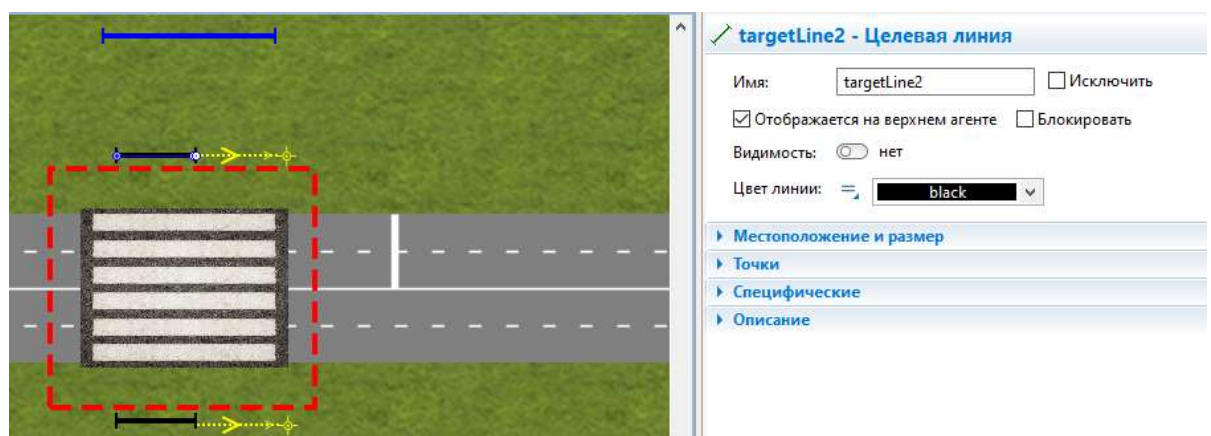 targetLine2 - Целевая линия
Имя:
targetLine2
Исключить
Отображается на верхнем агенте
Блокировать
Видимость:
нет
Цвет линии:
black
Местоположение и размер
Точки
Специфические
Описание